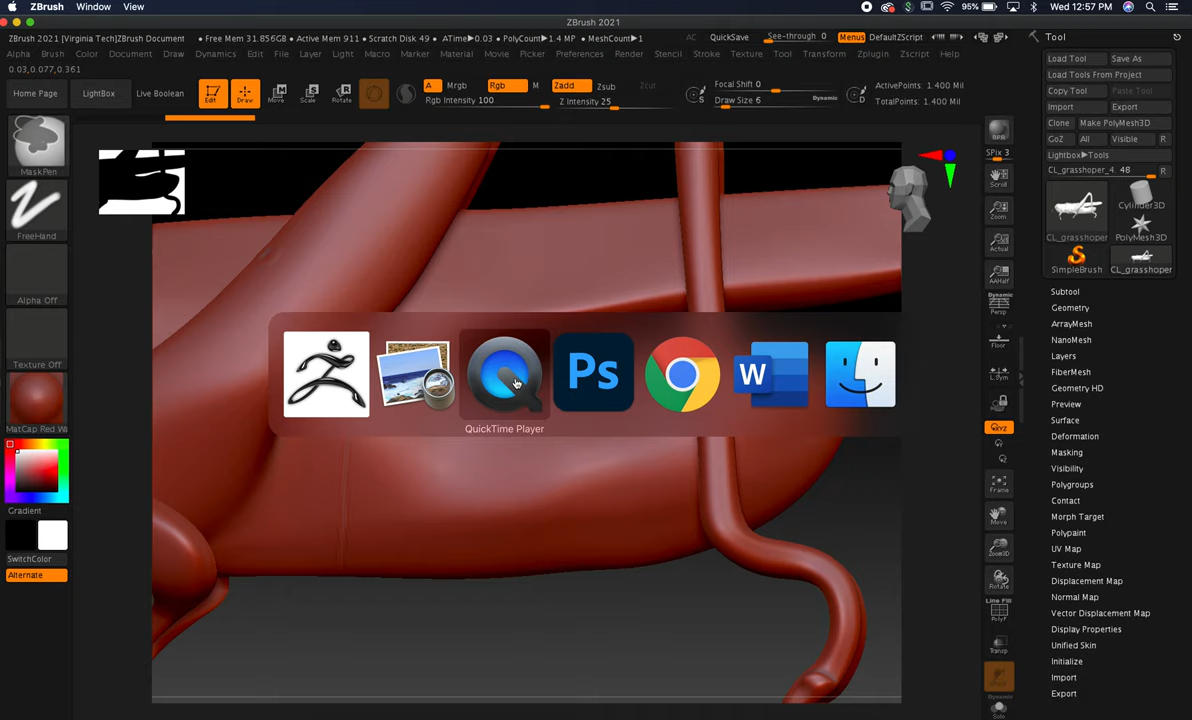 ZBrush Window View
95% Wed 12:57 PM
ZBrush 2021
ZBrush 2021 [Virginia Tech]ZBrush Document • Free Mem 31.856GB • Active Mem 911 • Scratch Disk 49 • ATime▶0.03 • PolyCount▶1.4 MP • MeshCount▶1 AC QuickSave See-through 0 Menus DefaultZScript
Alpha Brush Color Document Draw Dynamics Edit File Layer Light Macro Marker Material Movie Picker Preferences Render Stencil Stroke Texture Tool Transform Zplugin Zscript Help
0.03,0.077,0.361
Home Page LightBox Live Boolean Edit Draw Move Scale Rotate
A Mrgb Rgb M Zadd Zsub Zcut
Rgb Intensity 100 Z Intensity 25
Focal Shift 0
Draw Size 6 Dynamic
S D
ActivePoints: 1.400 Mil
TotalPoints: 1.400 Mil
MaskPen
FreeHand
Alpha Off
Texture Off
MatCap Red Wa
Gradient
SwitchColor
Alternate
Ps
W
QuickTime Player
BPR
SPix 3
Scroll
Zoom
Actual
AAHalf
Dynamic
Persp
Floor
L.Sym
XYZ
Frame
Move
Zoom3D
Rotate
Line Fill
PolyF
Transp
Dynamic
Solo
Tool
Load Tool Save As
Load Tools From Project
Copy Tool Paste Tool
Import Export
Clone Make PolyMesh3D
GoZ All Visible R
Lightbox▶Tools
CL_grasshoper_4. 48 R
CL_grasshoper Cylinder3D
PolyMesh3D
SimpleBrush CL_grasshoper
Subtool
Geometry
ArrayMesh
NanoMesh
Layers
FiberMesh
Geometry HD
Preview
Surface
Deformation
Masking
Visibility
Polygroups
Contact
Morph Target
Polypaint
UV Map
Texture Map
Displacement Map
Normal Map
Vector Displacement Map
Display Properties
Unified Skin
Initialize
Import
Export